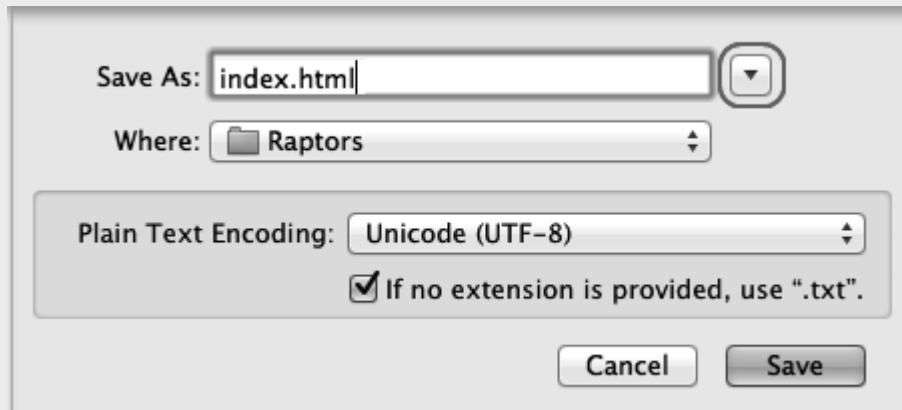 Save As: index.html
Where: Raptors
Plain Text Encoding: Unicode (UTF-8)
If no extension is provided, use “.txt”.
Cancel Save